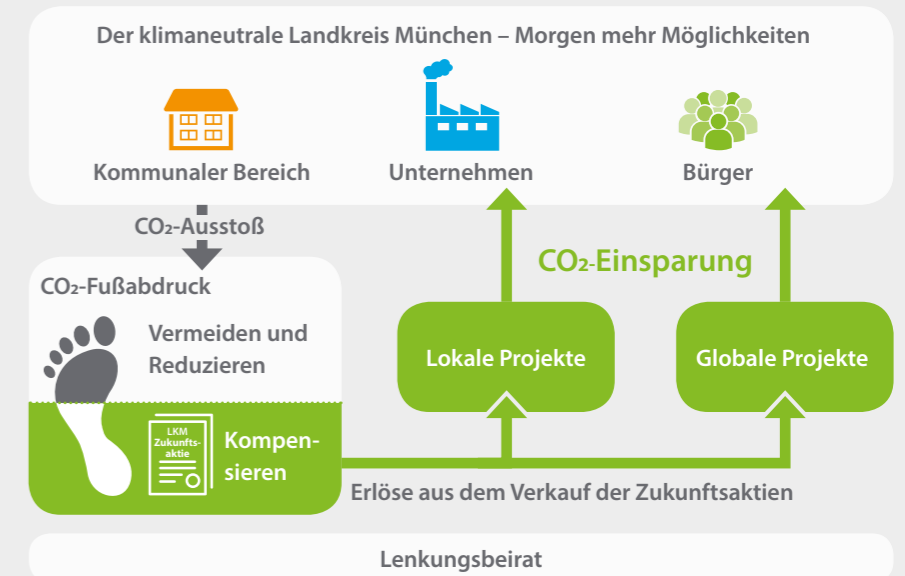 Der klimaneutrale Landkreis München – Morgen mehr Möglichkeiten
Kommunaler Bereich
Unternehmen
Bürger
CO₂-Ausstoß
CO₂-Fußabdruck
Vermeiden und
Reduzieren
LKM
Zukunfts-
aktie
Kompen-
sieren
CO₂-Einsparung
Lokale Projekte
Globale Projekte
Erlöse aus dem Verkauf der Zukunftsaktien
Lenkungsbeirat